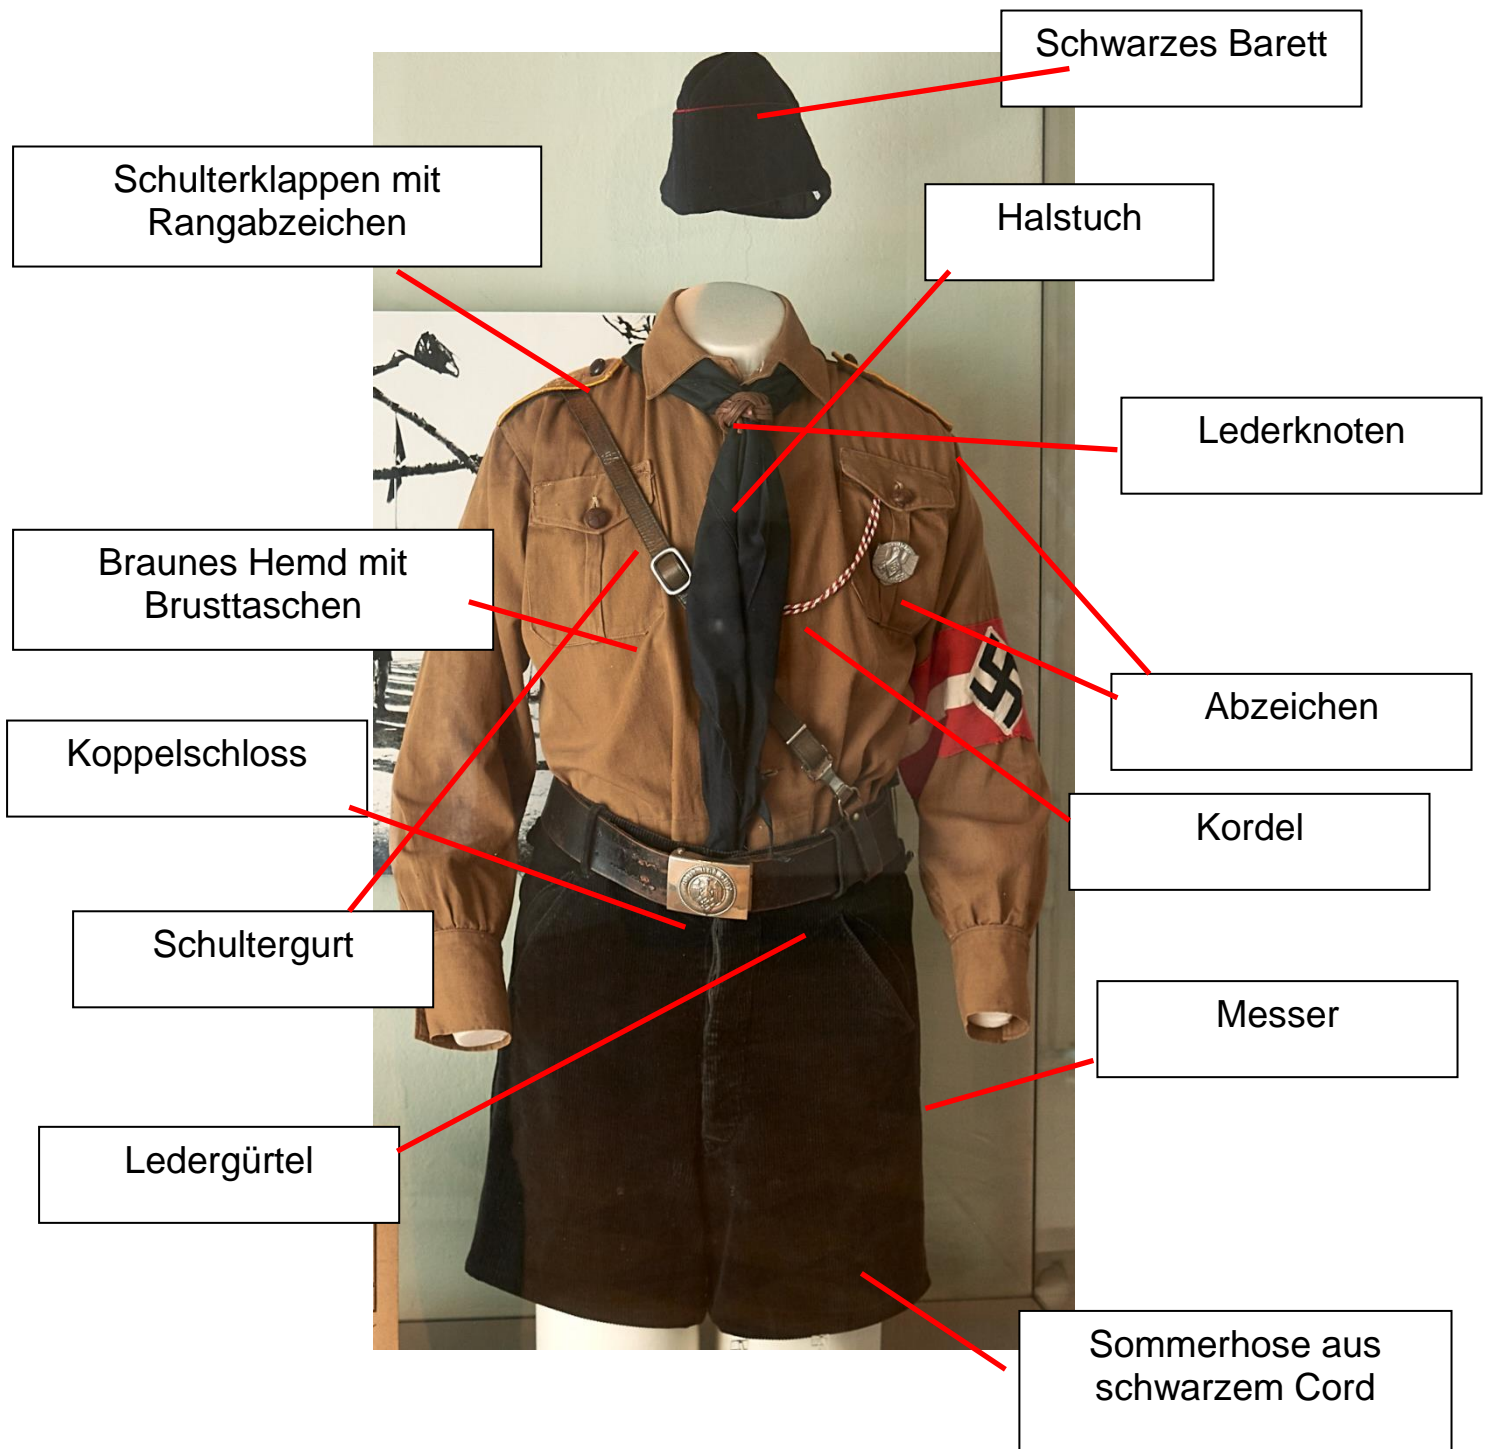 Schwarzes Barett
Schulterklappen mit
Rangabzeichen
Halstuch
Lederknoten
Braunes Hemd mit
Brusttaschen
Abzeichen
Koppelschloss
Kordel
Schultergurt
Messer
Ledergürtel
Sommerhose aus
schwarzem Cord